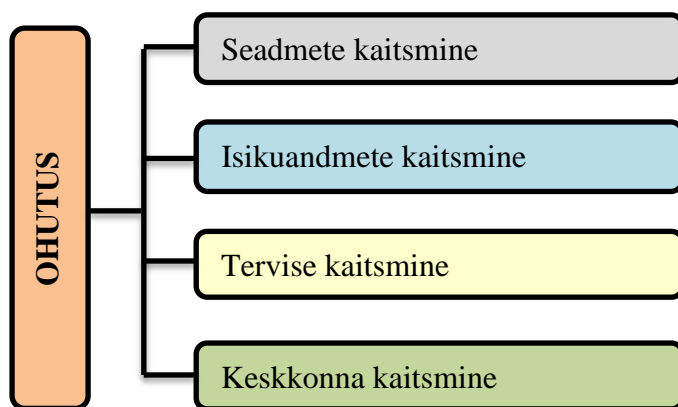 OHUTUS
Seadmete kaitsmine
Isikuandmete kaitsmine
Tervise kaitsmine
Keskkonna kaitsmine